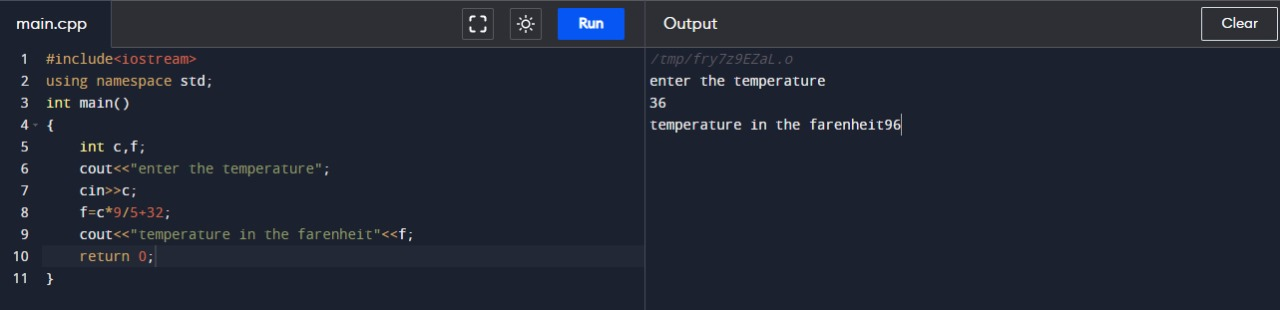 main.cpp
Run
Output
Clear
1 #include<iostream>
2 using namespace std;
3 int main()
4 {
5 int c,f;
6 cout<<"enter the temperature";
7 cin>>c;
8 f=c*9/5+32;
9 cout<<"temperature in the farenheit"<<f;
10 return 0;
11 }
/tmp/fry7z9EZaL.o
enter the temperature
36
temperature in the farenheit96